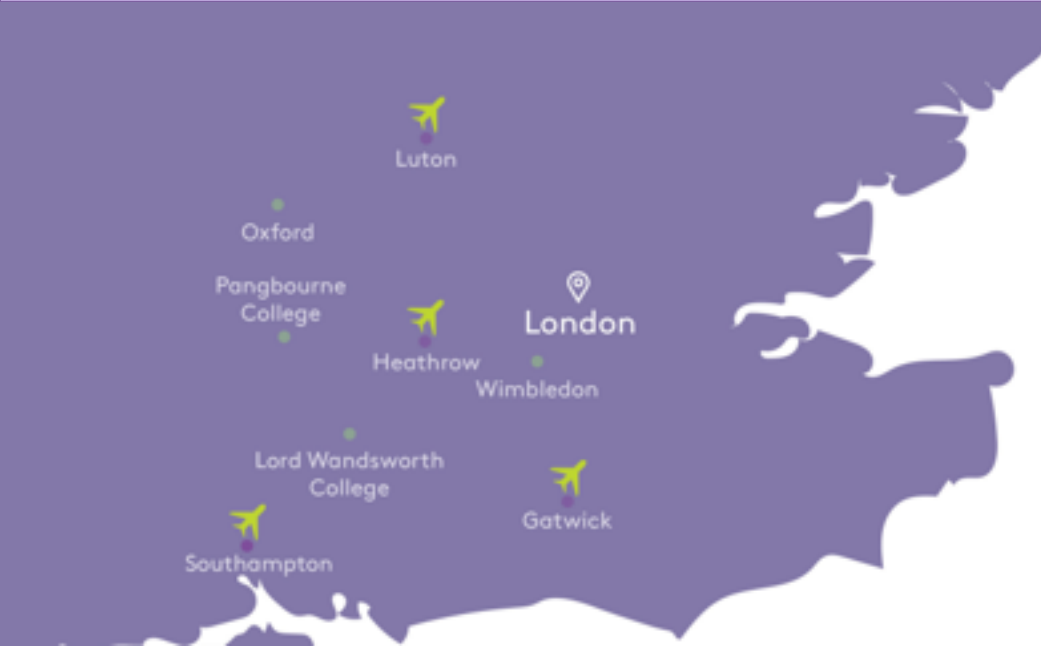 Luton
Oxford
Pangbourne
College
London
Heathrow
Wimbledon
Lord Wandsworth
College
Gatwick
Southampton